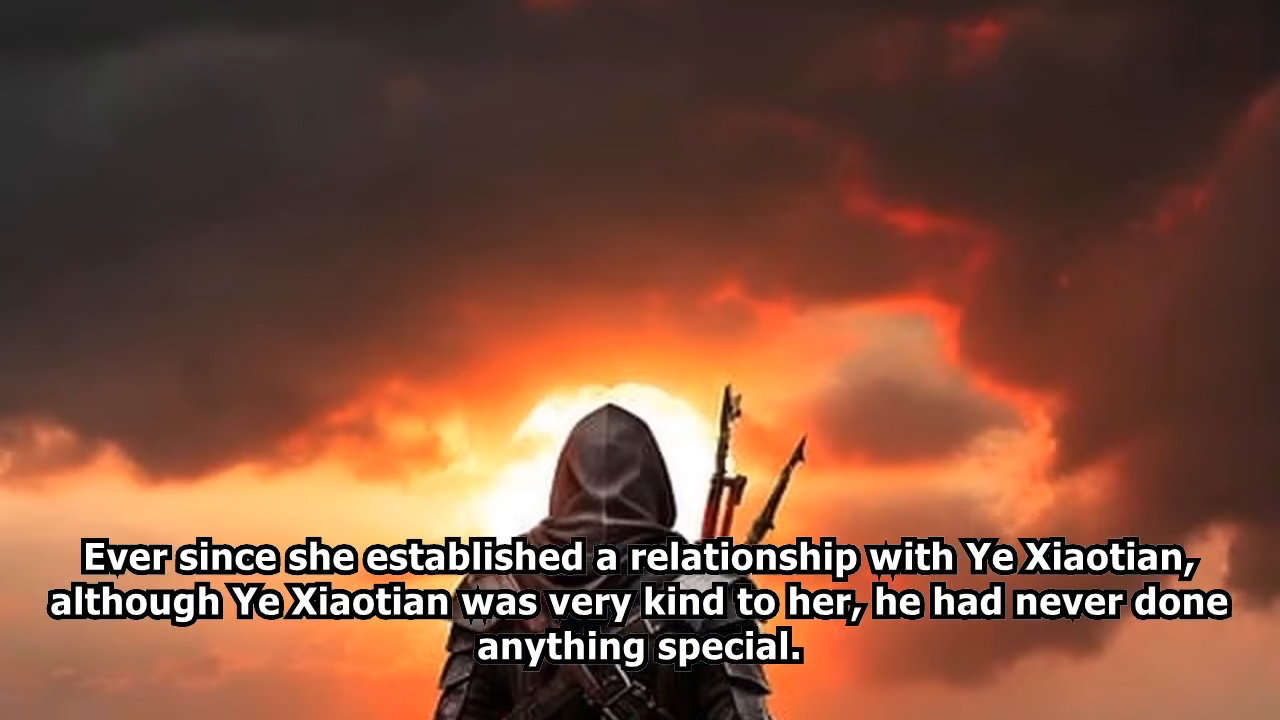 Ever since she established a relationship with Ye Xiaotian,
although Ye Xiaotian was very kind to her, he had never done
anything special.